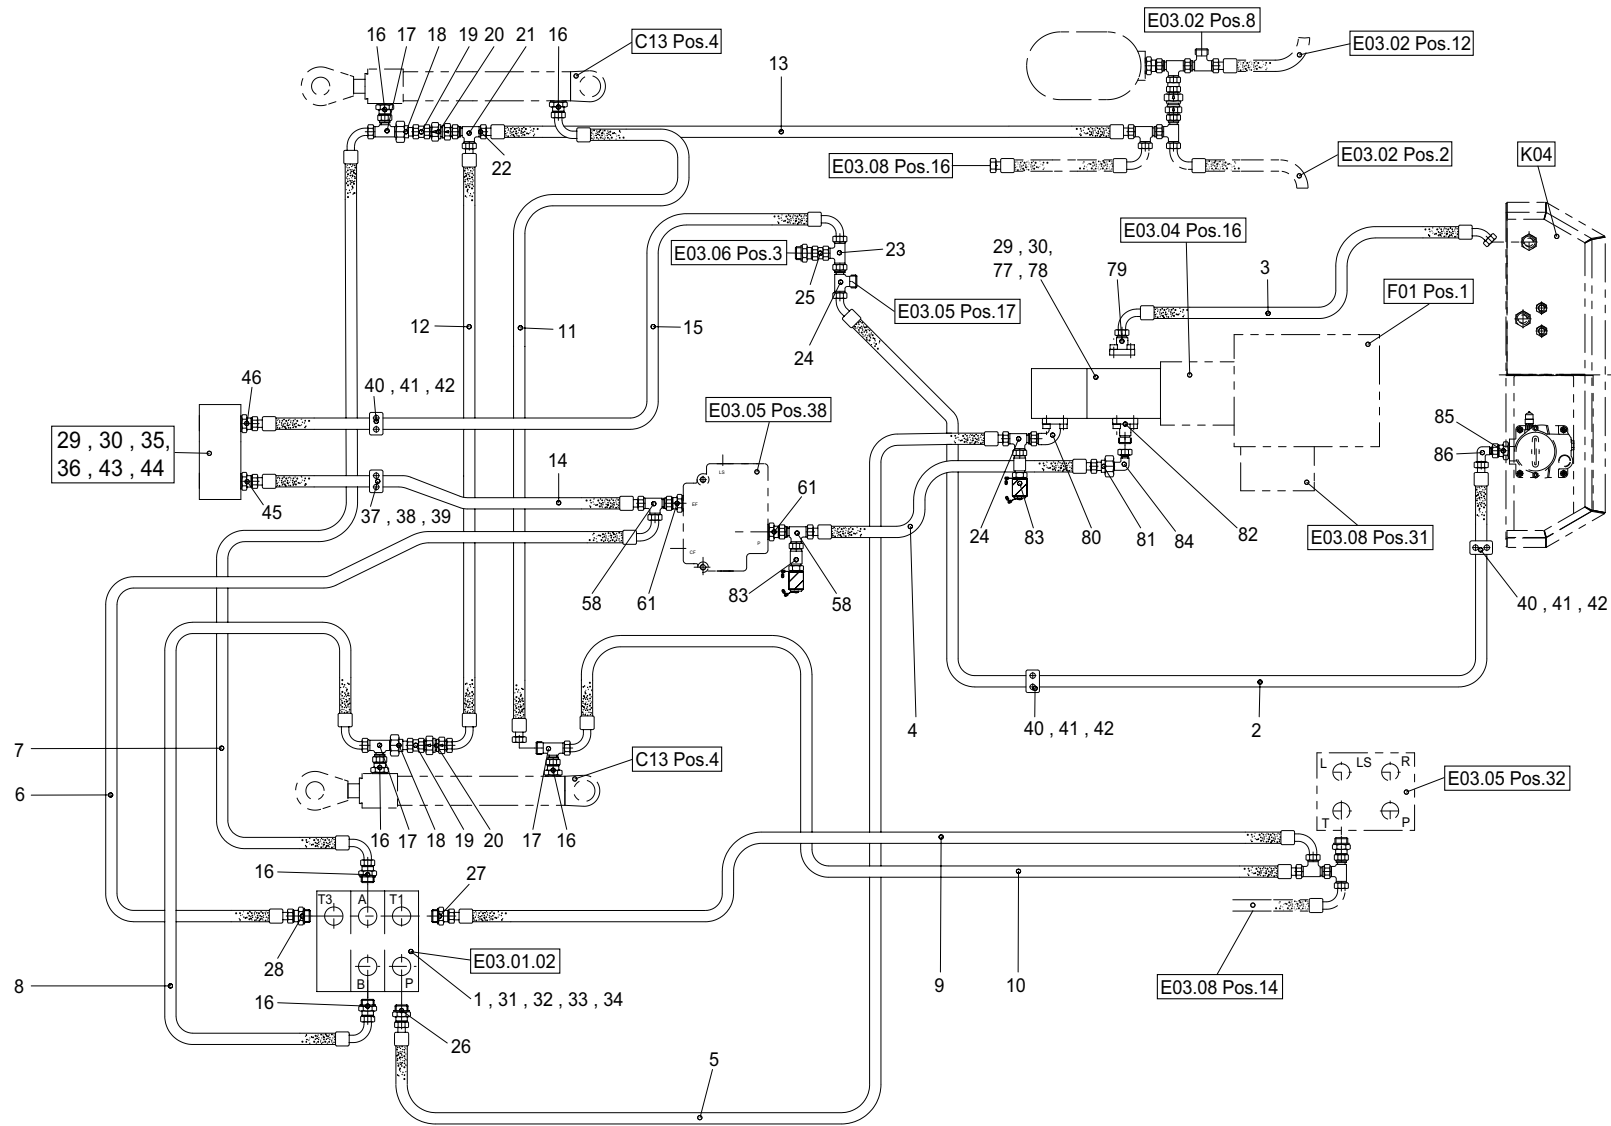 16 17 18 19 20 21 16
C13 Pos.4
13
E03.02 Pos.8
E03.02 Pos.12
22
E03.08 Pos.16
E03.02 Pos.2
K04
E03.06 Pos.3
23
25
E03.05 Pos.17
24
29 , 30,
77 , 78
E03.04 Pos.16
79
3
F01 Pos.1
12
11
15
46
40 , 41 , 42
E03.05 Pos.38
29 , 30 , 35,
36 , 43 , 44
45
37 , 38 , 39
14
LS
EF
CF
P
61
58
61
83
58
85
86
24
83
80
81
84
82
E03.08 Pos.31
40 , 41 , 42
4
40 , 41 , 42
2
7
6
C13 Pos.4
16
17
18
19
20
17
16
L
LS
R
T
P
E03.05 Pos.32
16
27
T3
A
T1
28
E03.01.02
B
P
1 , 31 , 32 , 33 , 34
8
16
26
9
10
E03.08 Pos.14
5